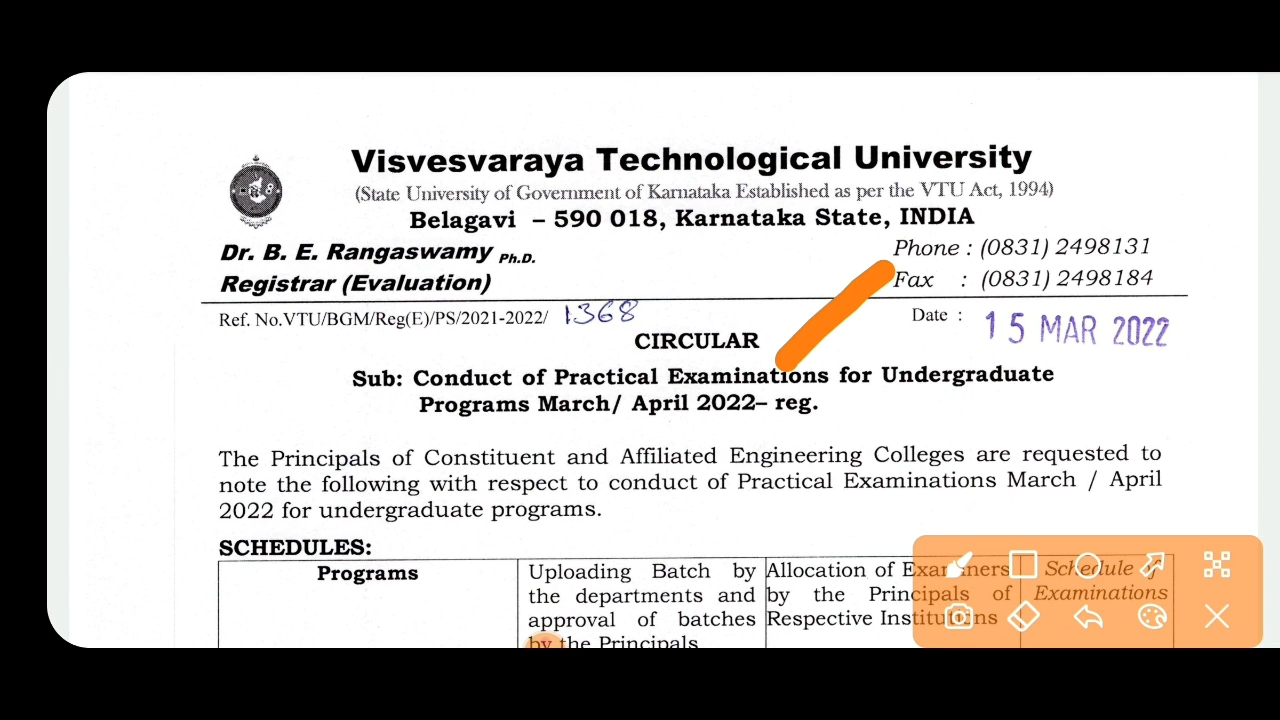 Visvesvaraya Technological University
(State University of Government of Karnataka Established as per the VTU Act, 1994)
Belagavi – 590 018, Karnataka State, INDIA
Dr. B. E. Rangaswamy Ph.D.
Phone : (0831) 2498131
Registrar (Evaluation)
Fax : (0831) 2498184
Ref. No.VTU/BGM/Reg(E)/PS/2021-2022/ 1368
Date : 15 MAR 2022
CIRCULAR
Sub: Conduct of Practical Examinations for Undergraduate
Programs March/ April 2022– reg.
The Principals of Constituent and Affiliated Engineering Colleges are requested to
note the following with respect to conduct of Practical Examinations March / April
2022 for undergraduate programs.
SCHEDULES:
Programs
Uploading Batch by
the departments and
approval of batches
by the Principals
Allocation of Examiners
by the Principals of
Respective Institutions
Schedule of
Examinations